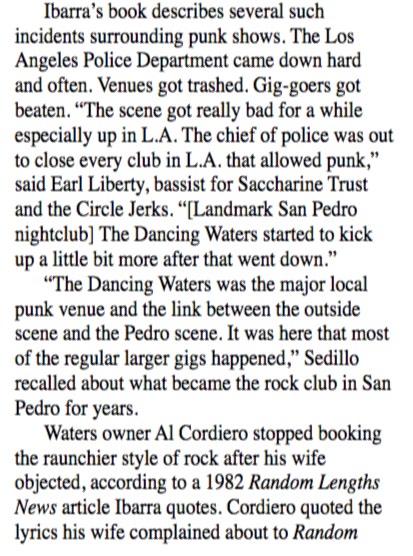 Ibarra’s book describes several such
incidents surrounding punk shows. The Los
Angeles Police Department came down hard
and often. Venues got trashed. Gig-goers got
beaten. “The scene got really bad for a while
especially up in L.A. The chief of police was out
to close every club in L.A. that allowed punk,”
said Earl Liberty, bassist for Saccharine Trust
and the Circle Jerks. “[Landmark San Pedro
nightclub] The Dancing Waters started to kick
up a little bit more after that went down.”
“The Dancing Waters was the major local
punk venue and the link between the outside
scene and the Pedro scene. It was here that most
of the regular larger gigs happened,” Sedillo
recalled about what became the rock club in San
Pedro for years.
Waters owner Al Cordiero stopped booking
the raunchier style of rock after his wife
objected, according to a 1982 Random Lengths
News article Ibarra quotes. Cordiero quoted the
lyrics his wife complained about to Random